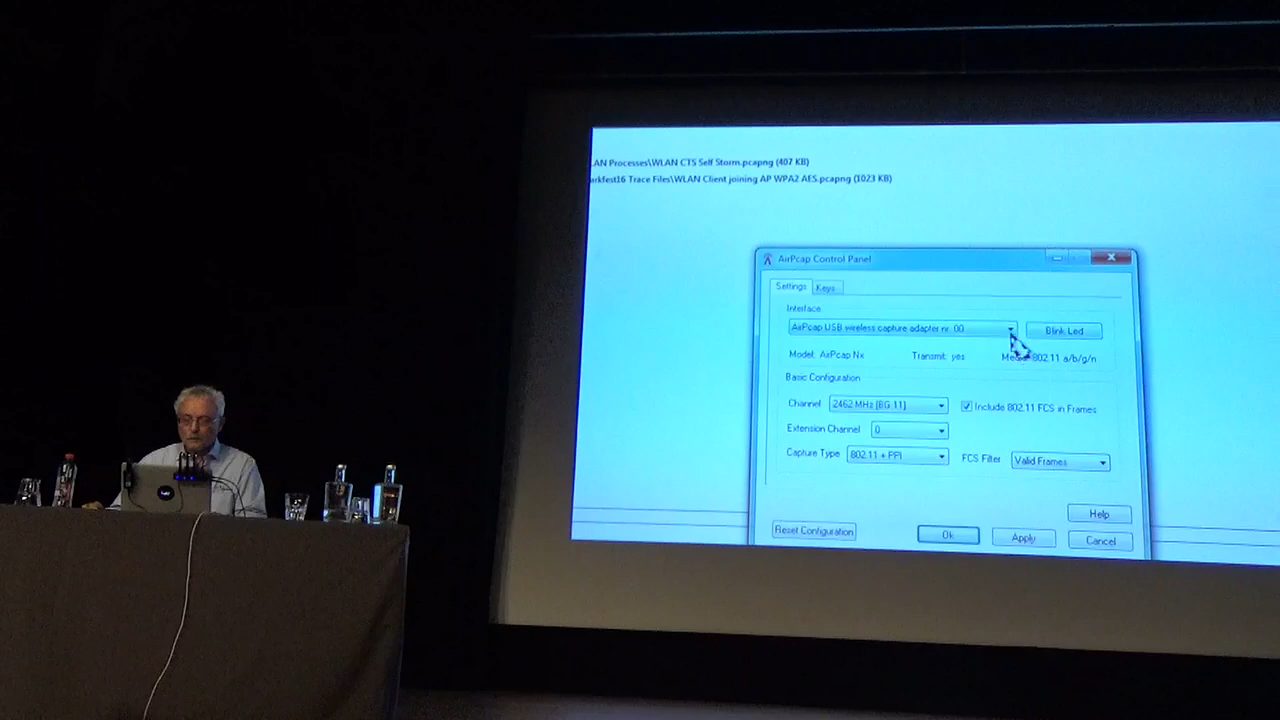 LAN Processes\WLAN CTS Self Storm.pcapng (407 KB)
arkfest16 Trace Files\WLAN Client joining AP WPA2 AES.pcapng (1023 KB)
AirPcap Control Panel
Settings Keys
Interface
AirPcap USB wireless capture adapter nr. 00 Blink Led
Model: AirPcap Nx Transmit: yes 802.11 a/b/g/n
Basic Configuration
Channel 2462 MHz [BG 11] Include 802.11 FCS in Frames
Extension Channel 0
Capture Type 802.11 + PPI FCS Filter Valid Frames
Help
Reset Configuration Ok Apply Cancel